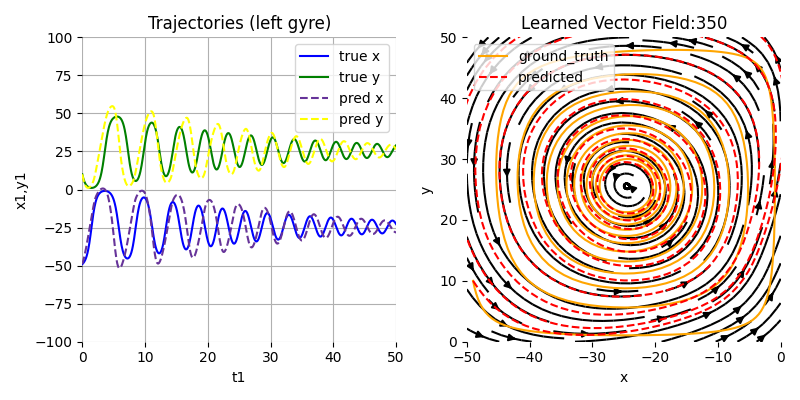 Trajectories (left gyre)
100
75
50
25
0
−25
−50
−75
−100
x1,y1
0
10
20
30
40
50
t1
true x
true y
pred x
pred y
Learned Vector Field:350
50
40
30
20
10
0
y
−50
−40
−30
−20
−10
0
x
ground_truth
predicted